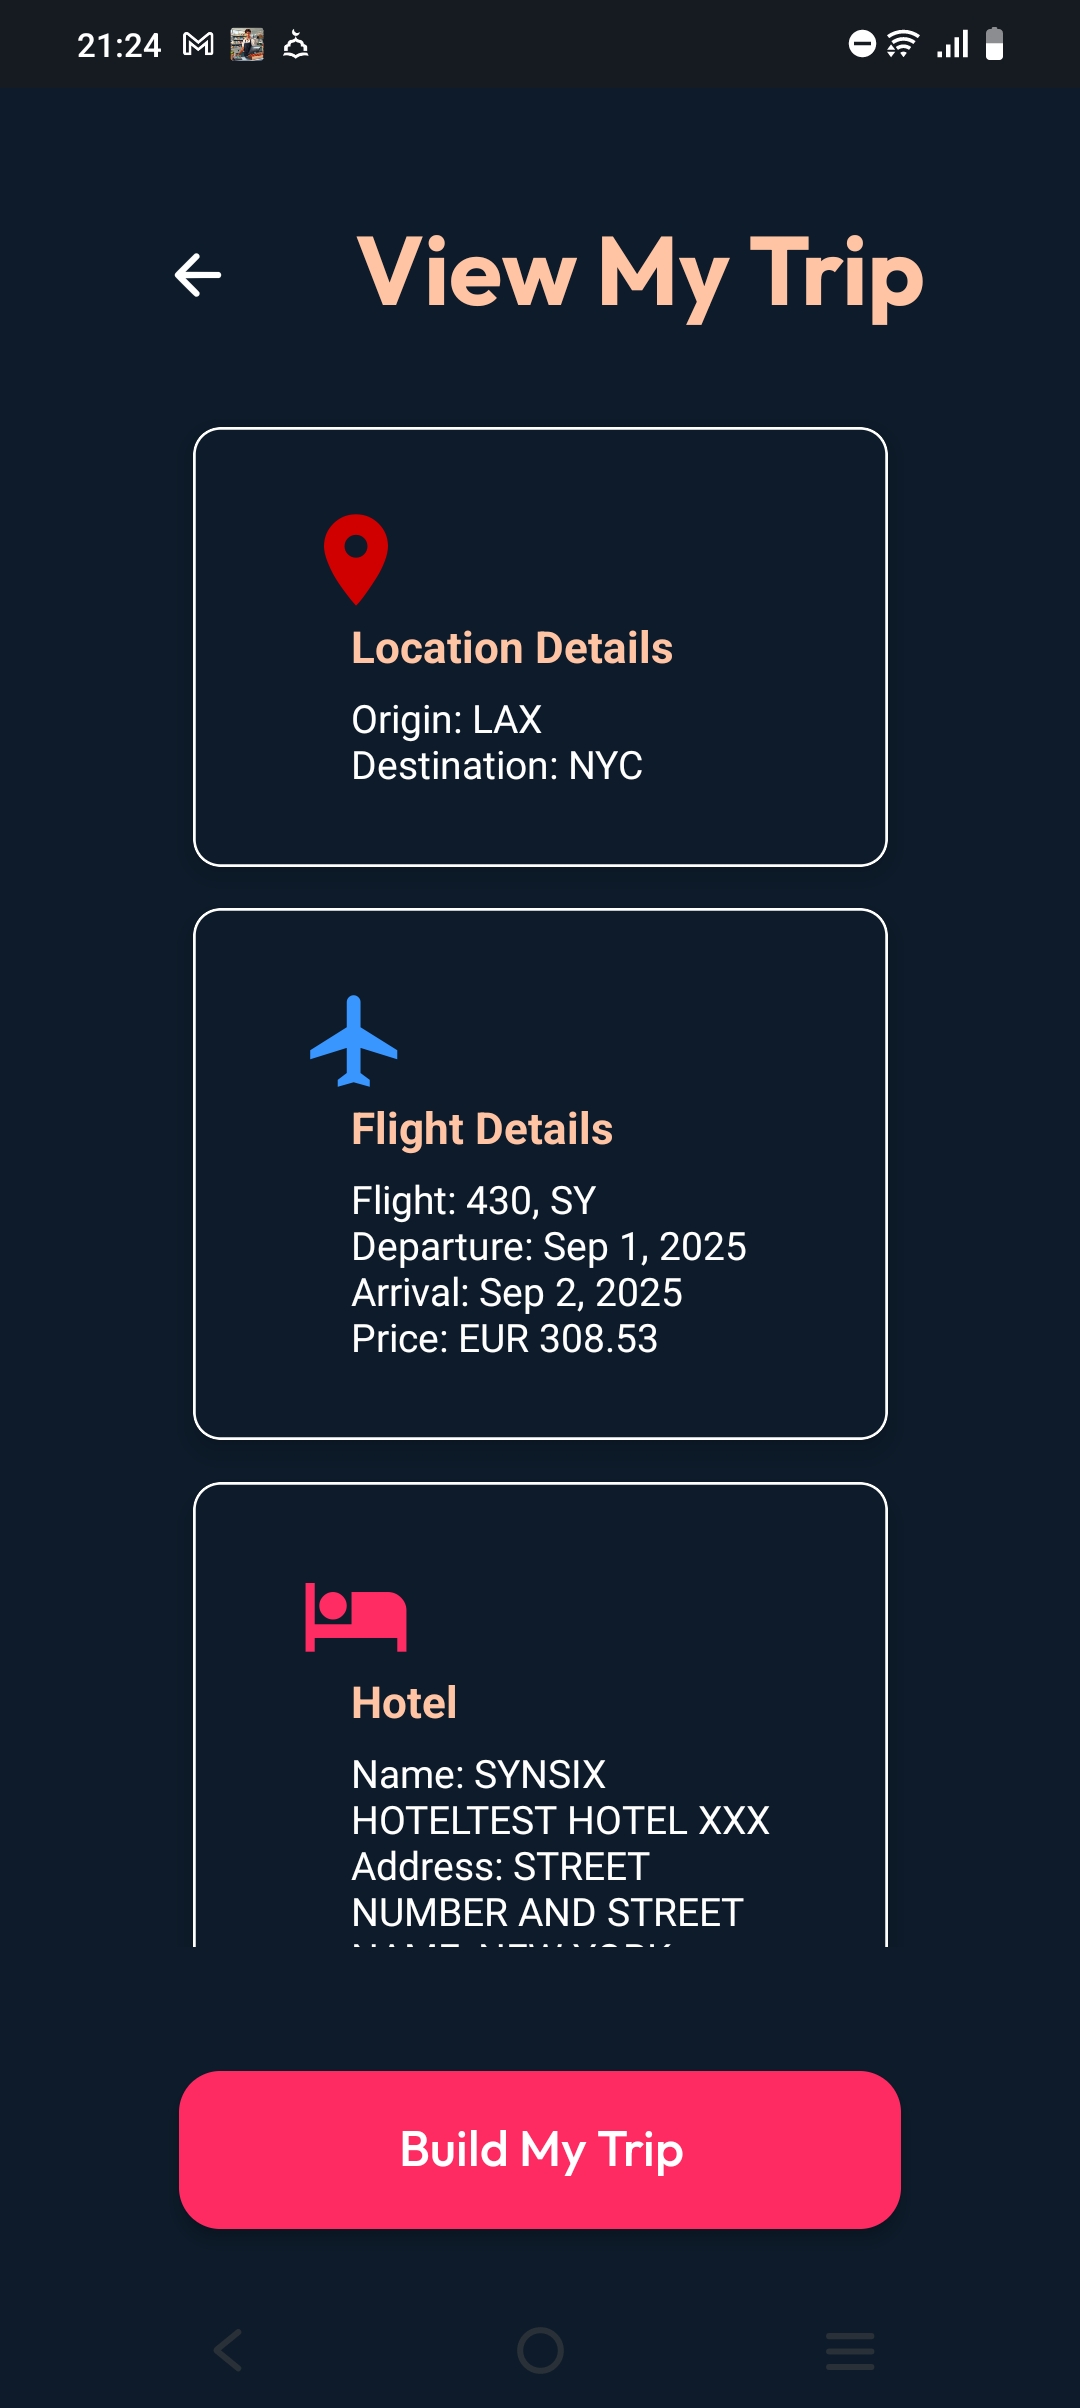 21:24
View My Trip
Location Details
Origin: LAX
Destination: NYC
Flight Details
Flight: 430, SY
Departure: Sep 1, 2025
Arrival: Sep 2, 2025
Price: EUR 308.53
Hotel
Name: SYNSIX
HOTELTEST HOTEL XXX
Address: STREET
NUMBER AND STREET
Build My Trip